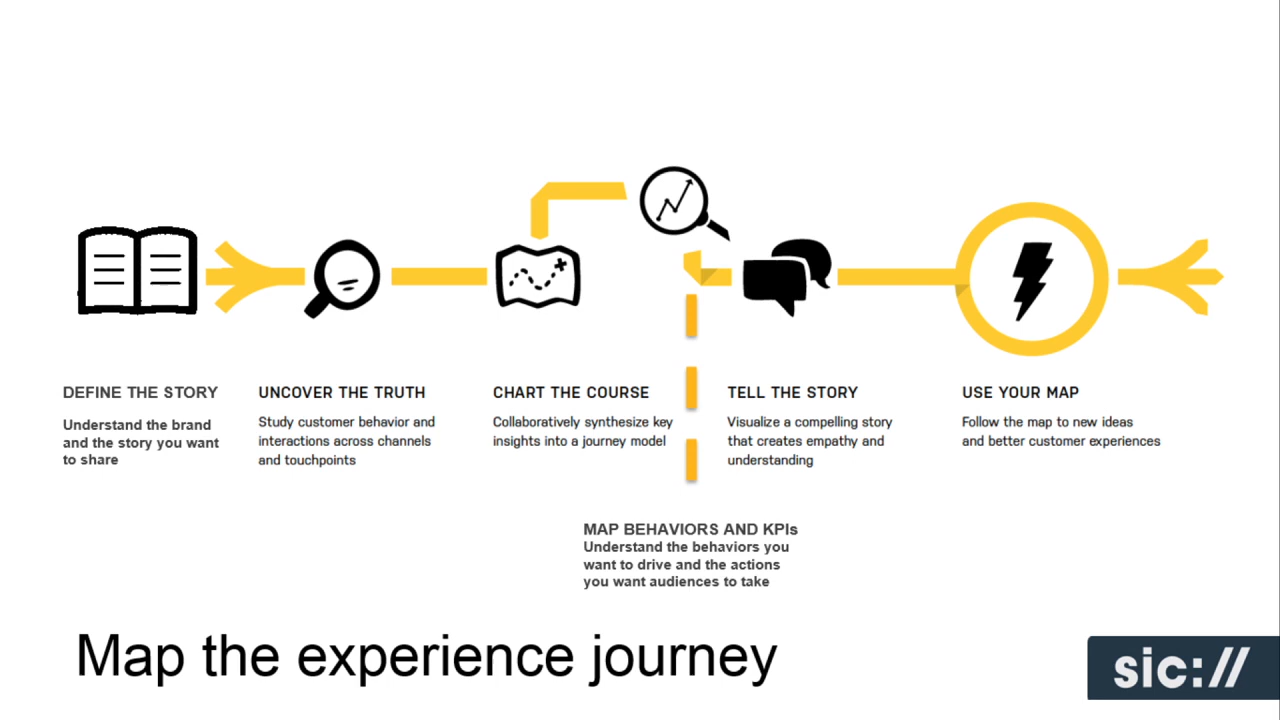 DEFINE THE STORY
Understand the brand
and the story you want
to share
UNCOVER THE TRUTH
Study customer behavior and
interactions across channels
and touchpoints
CHART THE COURSE
Collaboratively synthesize key
insights into a journey model
MAP BEHAVIORS AND KPIs
Understand the behaviors you
want to drive and the actions
you want audiences to take
TELL THE STORY
Visualize a compelling story
that creates empathy and
understanding
USE YOUR MAP
Follow the map to new ideas
and better customer experiences
Map the experience journey
sic://